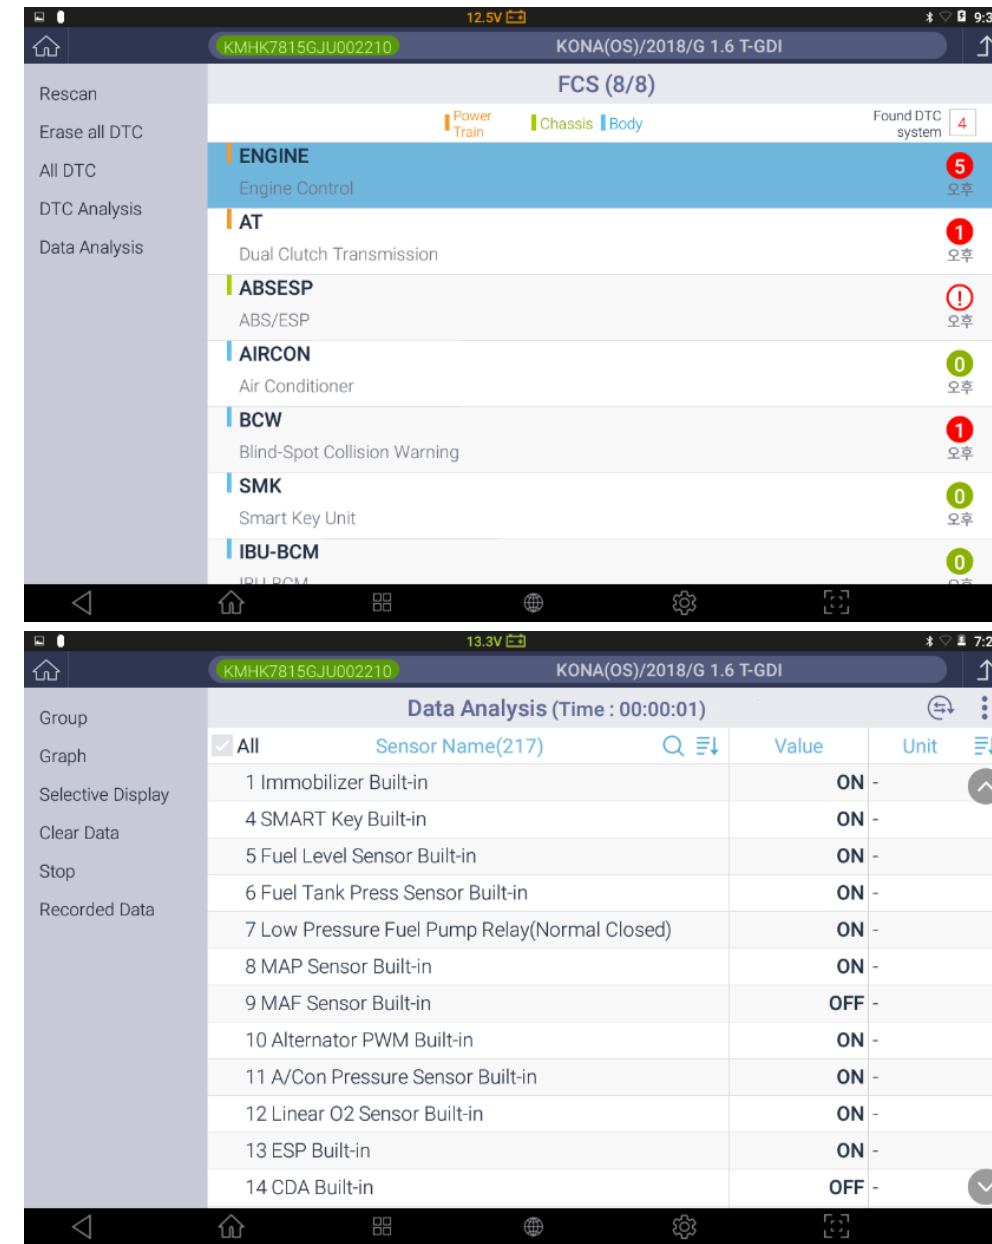 12.5V
9:3
KMHK7815GJU002210 KONA(OS)/2018/G 1.6 T-GDI
Rescan
Erase all DTC
All DTC
DTC Analysis
Data Analysis
FCS (8/8)
Power Train Chassis Body
Found DTC system 4
ENGINE
Engine Control
5
오후
AT
Dual Clutch Transmission
1
오후
ABSESP
ABS/ESP
!
오후
AIRCON
Air Conditioner
0
오후
BCW
Blind-Spot Collision Warning
1
오후
SMK
Smart Key Unit
0
오후
IBU-BCM
IBU-BCM
0
오후
13.3V
7:2
KMHK7815GJU002210 KONA(OS)/2018/G 1.6 T-GDI
Group
Graph
Selective Display
Clear Data
Stop
Recorded Data
Data Analysis (Time : 00:00:01)
All Sensor Name(217) Value Unit
1 Immobilizer Built-in ON -
4 SMART Key Built-in ON -
5 Fuel Level Sensor Built-in ON -
6 Fuel Tank Press Sensor Built-in ON -
7 Low Pressure Fuel Pump Relay(Normal Closed) ON -
8 MAP Sensor Built-in ON -
9 MAF Sensor Built-in OFF -
10 Alternator PWM Built-in ON -
11 A/Con Pressure Sensor Built-in ON -
12 Linear O2 Sensor Built-in ON -
13 ESP Built-in ON -
14 CDA Built-in OFF -